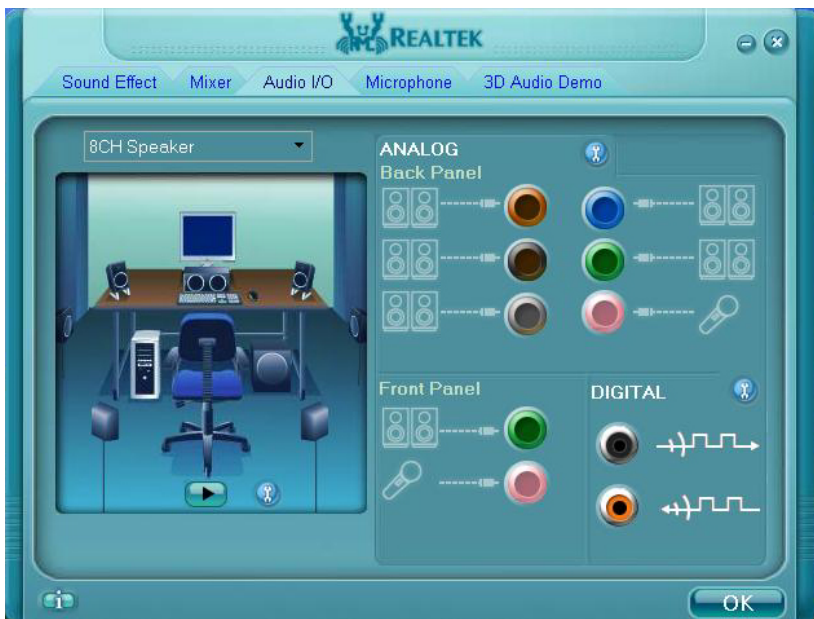 REALTEK
Sound Effect Mixer Audio I/O Microphone 3D Audio Demo
8CH Speaker
ANALOG
Back Panel
Front Panel
DIGITAL
OK